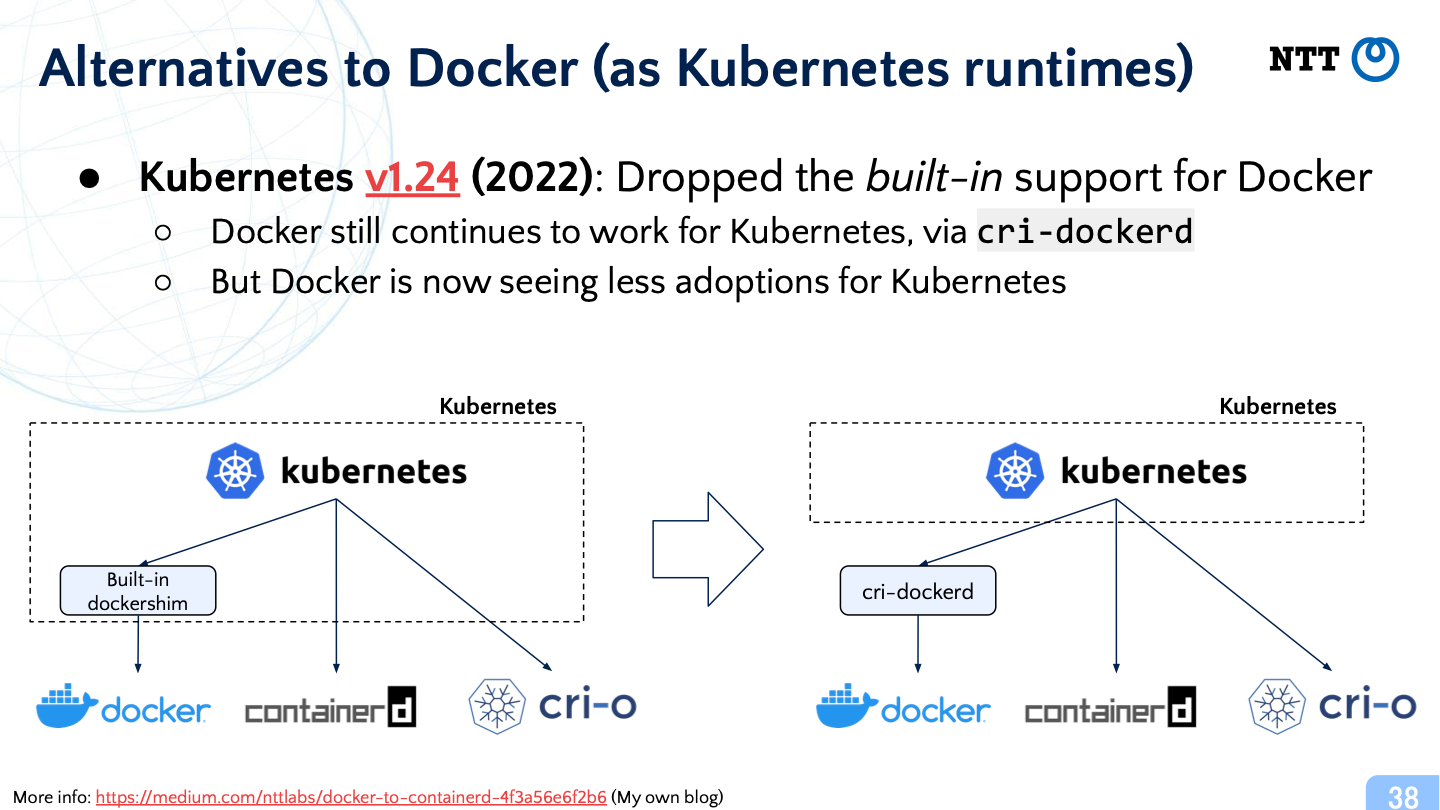 Alternatives to Docker (as Kubernetes runtimes)
NTT
● Kubernetes v1.24 (2022): Dropped the built-in support for Docker
○ Docker still continues to work for Kubernetes, via cri-dockerd
○ But Docker is now seeing less adoptions for Kubernetes
Kubernetes
kubernetes
Built-in
dockershim
docker
containerd
cri-o
Kubernetes
kubernetes
cri-dockerd
docker
containerd
cri-o
More info: https://medium.com/nttlabs/docker-to-containerd-4f3a56e6f2b6 (My own blog)
38